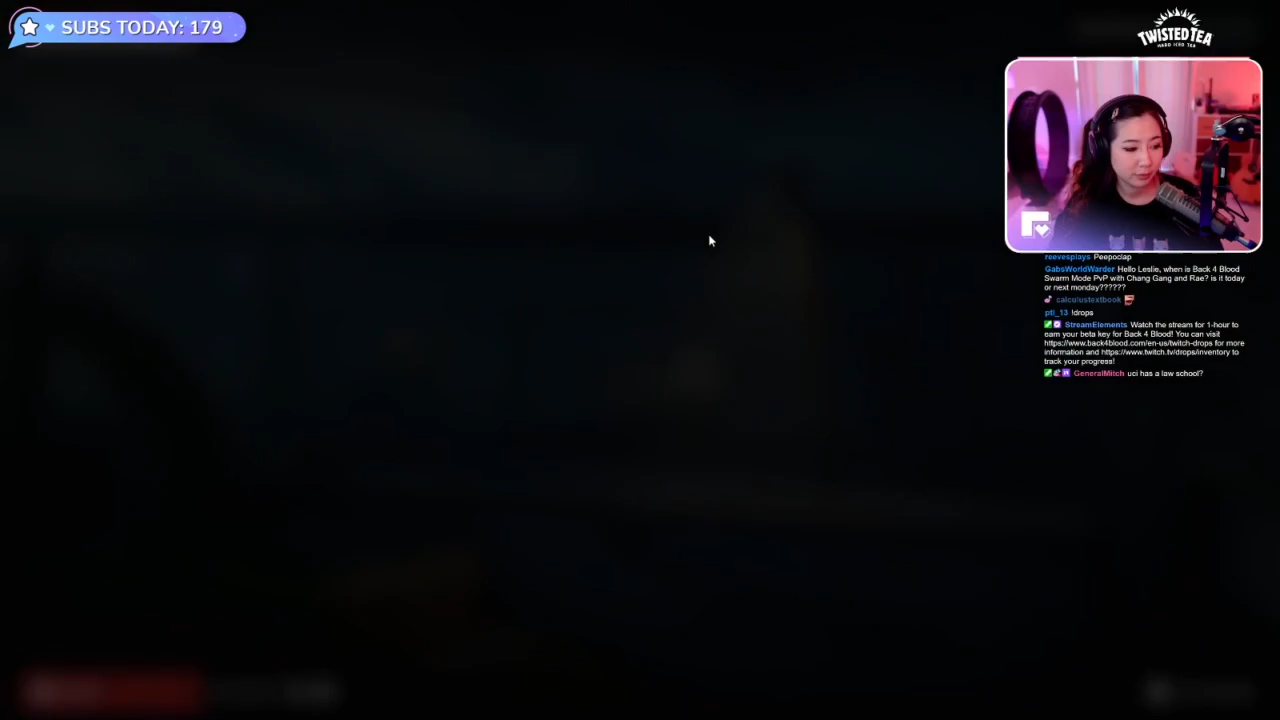 SUBS TODAY: 179
TWISTED TEA
HARD ICED TEA
reevesplays Peepoclap
GabsWorldWarder Hello Leslie, when is Back 4 Blood
Swarm Mode PvP with Chang Gang and Rae? is it today
or next monday??????
calculustextbook
ptl_13 !drops
StreamElements Watch the stream for 1-hour to
earn your beta key for Back 4 Blood! You can visit
https://www.back4blood.com/en-us/twitch-drops for more
information and https://www.twitch.tv/drops/inventory to
track your progress!
GeneralMitch uci has a law school?